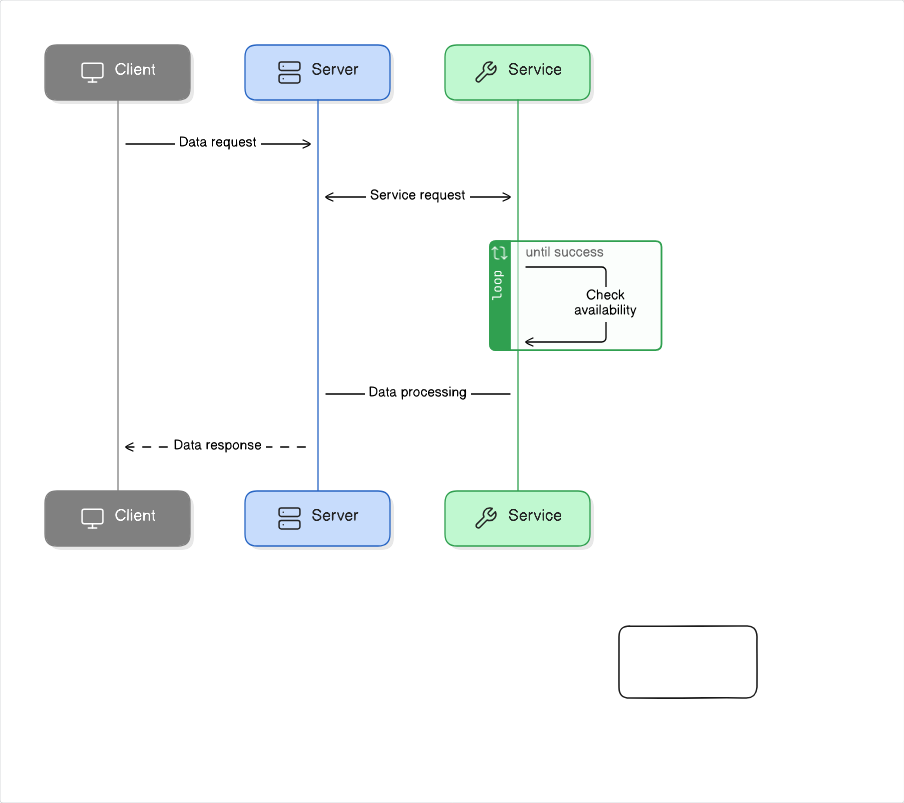 Client
Server
Service
Data request
Service request
until success
loop
Check
availability
Data processing
Data response
Client
Server
Service